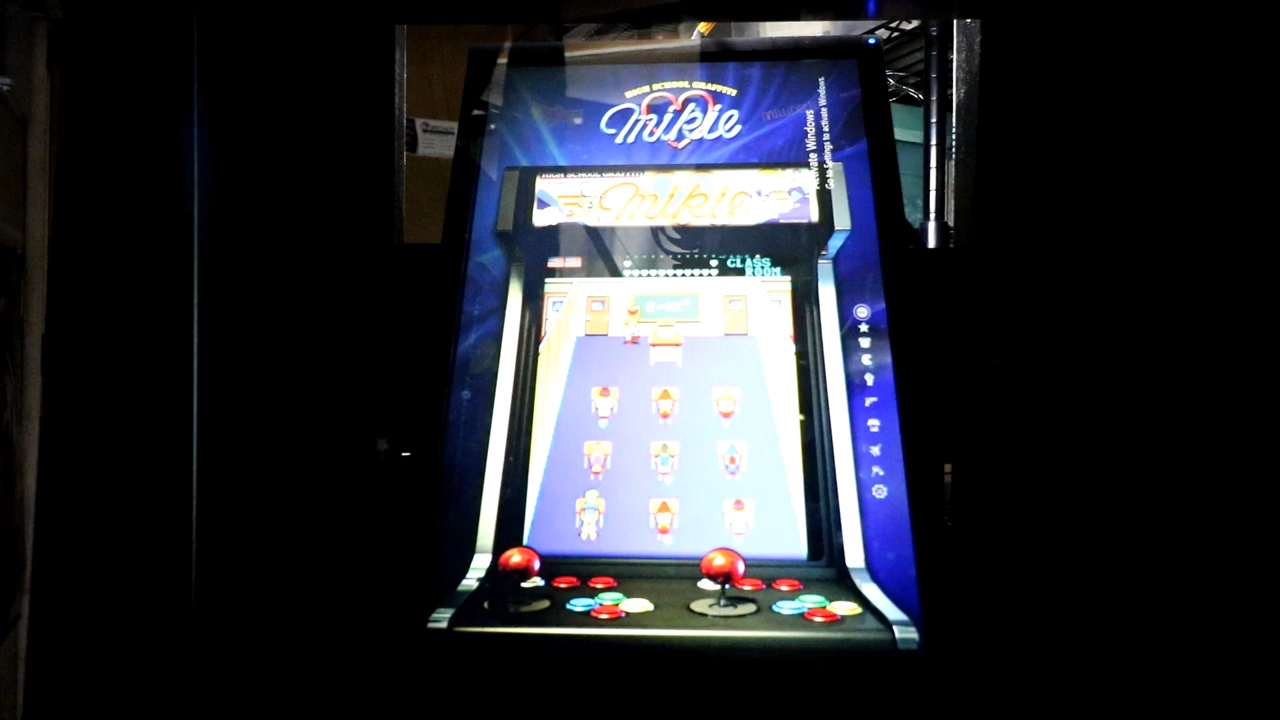 HIGH SCHOOL GRAFFITI
mikie
Activate Windows
Go to Settings to activate Windows.
HIGH SCHOOL GRAFFITI
mikie
CLASS
ROOM